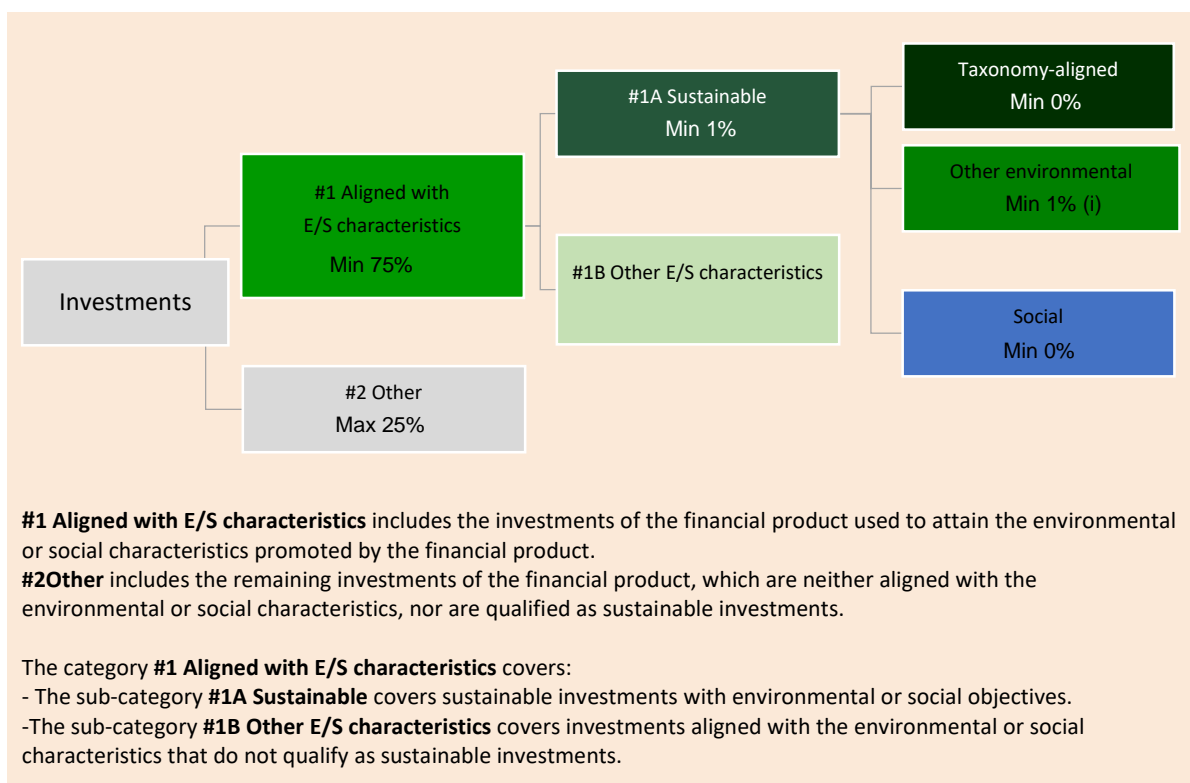 Investments
#1 Aligned with
E/S characteristics
Min 75%
#2 Other
Max 25%
#1A Sustainable
Min 1%
#1B Other E/S characteristics
Taxonomy-aligned
Min 0%
Other environmental
Min 1% (i)
Social
Min 0%
#1 Aligned with E/S characteristics includes the investments of the financial product used to attain the environmental
or social characteristics promoted by the financial product.
#2Other includes the remaining investments of the financial product, which are neither aligned with the
environmental or social characteristics, nor are qualified as sustainable investments.
The category #1 Aligned with E/S characteristics covers:
- The sub-category #1A Sustainable covers sustainable investments with environmental or social objectives.
-The sub-category #1B Other E/S characteristics covers investments aligned with the environmental or social
characteristics that do not qualify as sustainable investments.